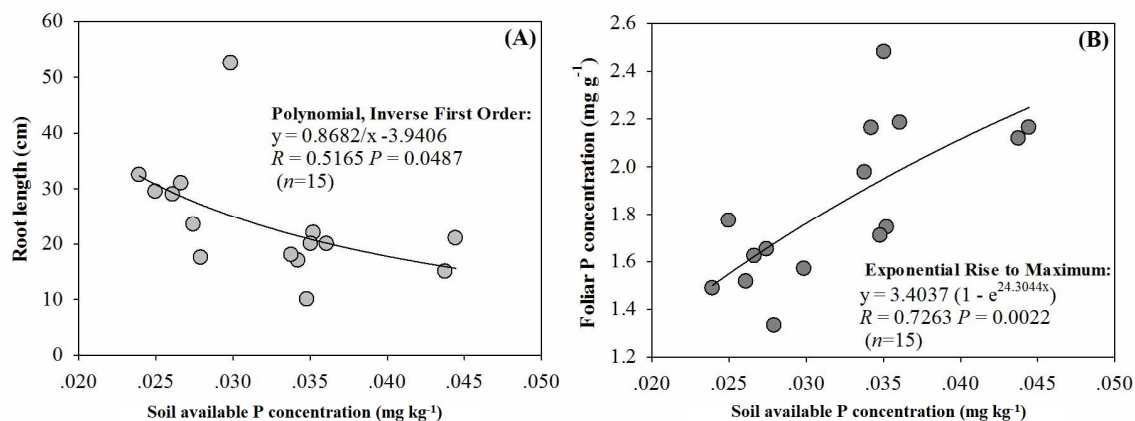 (A)
60
50
40
30
20
10
0
Root length (cm)
Polynomial, Inverse First Order:
y = 0.8682/x -3.9406
R = 0.5165 P = 0.0487
(n=15)
.020 .025 .030 .035 .040 .045 .050
Soil available P concentration (mg kg⁻¹)
(B)
2.6
2.4
2.2
2.0
1.8
1.6
1.4
1.2
Foliar P concentration (mg g⁻¹)
Exponential Rise to Maximum:
y = 3.4037 (1 - e²⁴·³⁰⁴⁴ˣ)
R = 0.7263 P = 0.0022
(n=15)
.020 .025 .030 .035 .040 .045 .050
Soil available P concentration (mg kg⁻¹)